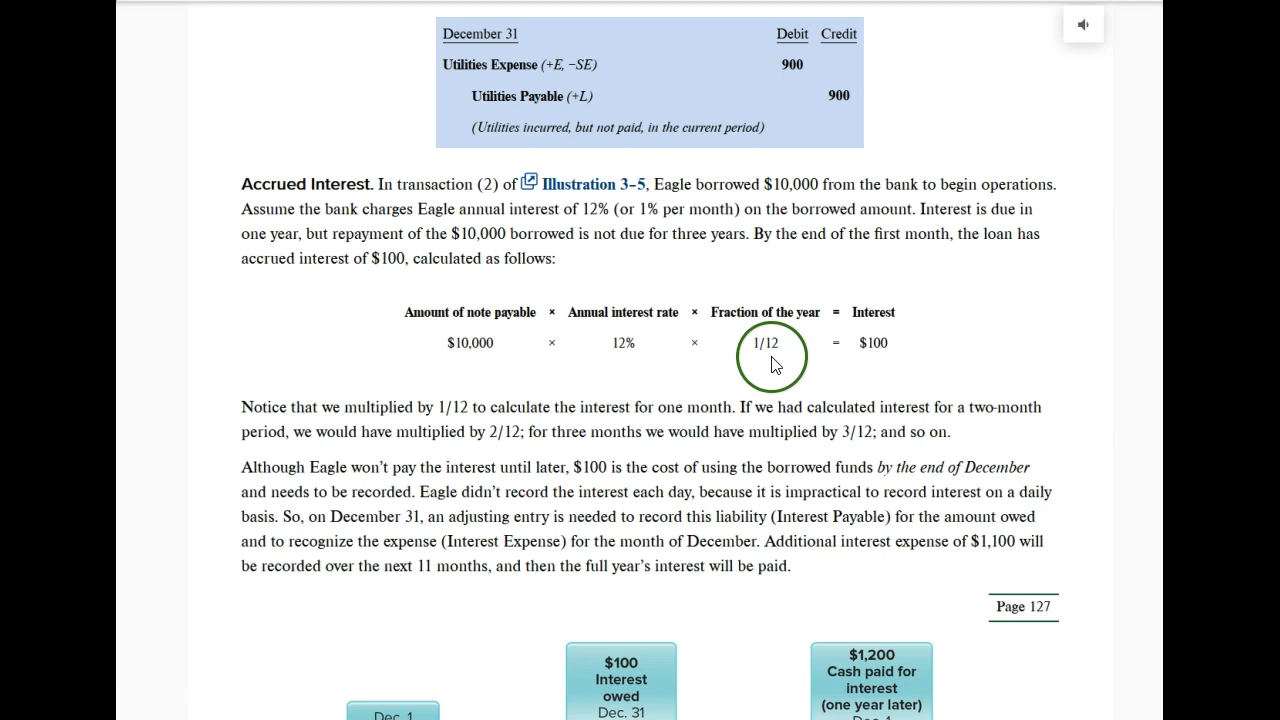 December 31 Debit Credit
Utilities Expense (+E, −SE) 900
Utilities Payable (+L) 900
(Utilities incurred, but not paid, in the current period)
Accrued Interest. In transaction (2) of Illustration 3–5, Eagle borrowed $10,000 from the bank to begin operations.
Assume the bank charges Eagle annual interest of 12% (or 1% per month) on the borrowed amount. Interest is due in
one year, but repayment of the $10,000 borrowed is not due for three years. By the end of the first month, the loan has
accrued interest of $100, calculated as follows:
Amount of note payable × Annual interest rate × Fraction of the year = Interest
$10,000 × 12% × 1/12 = $100
Notice that we multiplied by 1/12 to calculate the interest for one month. If we had calculated interest for a two-month
period, we would have multiplied by 2/12; for three months we would have multiplied by 3/12; and so on.
Although Eagle won’t pay the interest until later, $100 is the cost of using the borrowed funds by the end of December
and needs to be recorded. Eagle didn’t record the interest each day, because it is impractical to record interest on a daily
basis. So, on December 31, an adjusting entry is needed to record this liability (Interest Payable) for the amount owed
and to recognize the expense (Interest Expense) for the month of December. Additional interest expense of $1,100 will
be recorded over the next 11 months, and then the full year’s interest will be paid.
Page 127
$100
Interest
owed
Dec. 31
$1,200
Cash paid for
interest
(one year later)
Dec. 1
Dec. 1